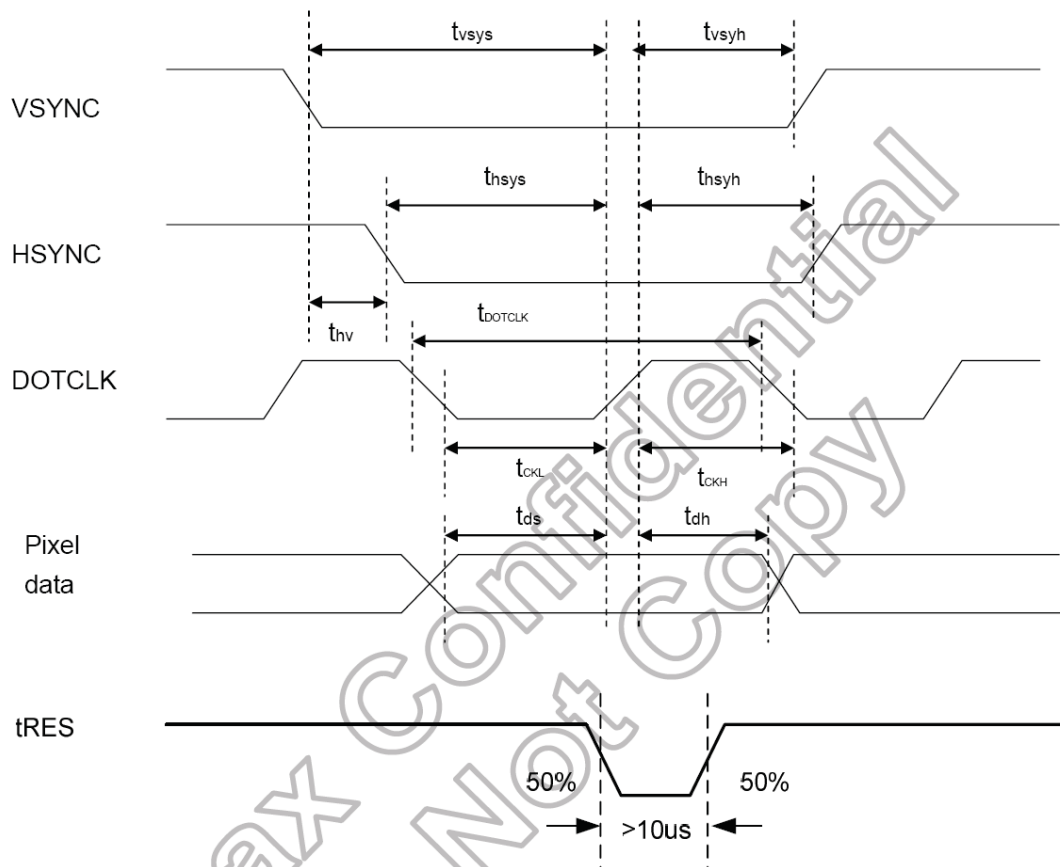 tvsys
tvsyh
VSYNC
thsys
thsyh
HSYNC
thv
tDOTCLK
DOTCLK
tCKL
tCKH
tds
tdh
Pixel
data
tRES
50%
50%
>10us
ax Confidential
Not Copy